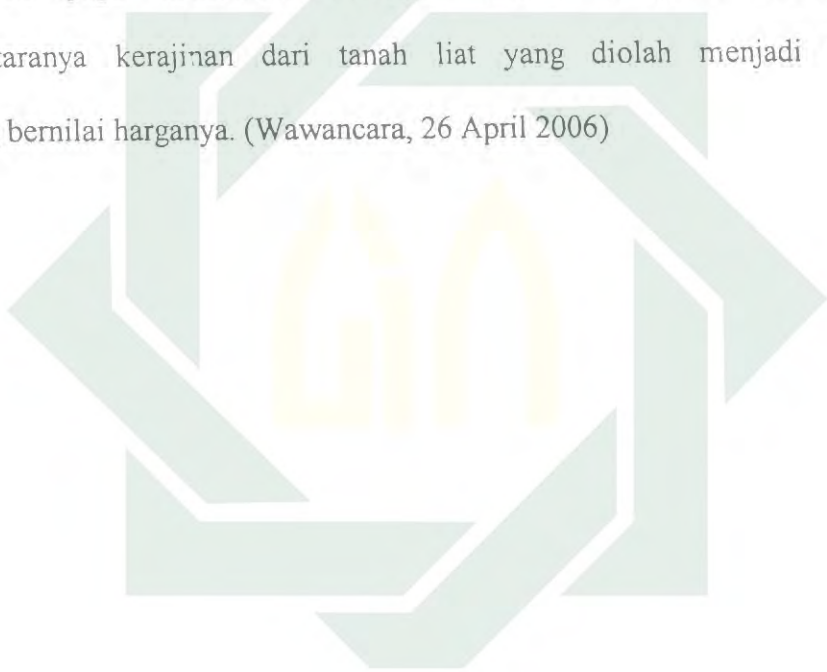 taranya kerajinan dari tanah liat yang diolah menjadi
bernilai harganya. (Wawancara, 26 April 2006)